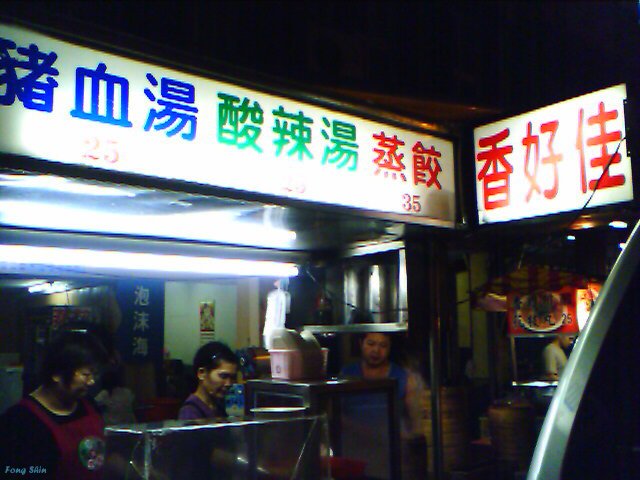 豬血湯 酸辣湯 蒸餃
25 25 35
香好佳
泡沫海
Fong Shin